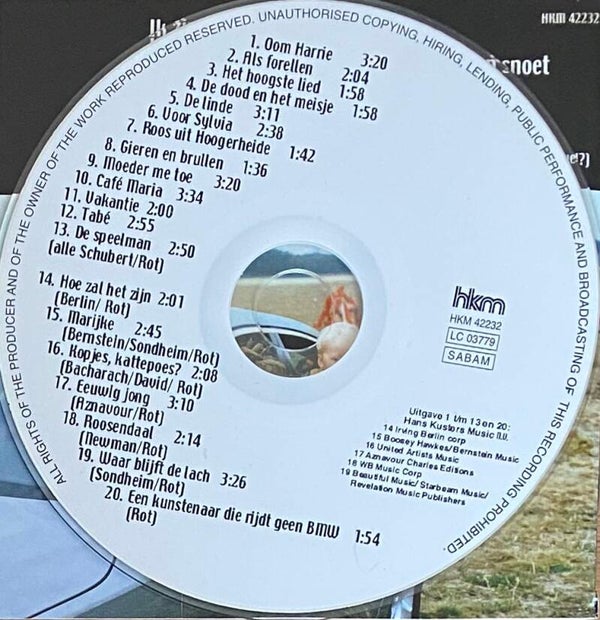 HKM 42232
snoet
ALL RIGHTS OF THE PRODUCER AND OF THE OWNER OF THE WORK REPRODUCED RESERVED. UNAUTHORISED COPYING, HIRING, LENDING, PUBLIC PERFORMANCE AND BROADCASTING OF THIS RECORDING PROHIBITED.
1. Oom Harrie 3:20
2. Als forellen 2:04
3. Het hoogste lied 1:58
4. De dood en het meisje 1:58
5. De linde 3:11
6. Voor Sylvia 2:38
7. Roos uit Hoogerheide 1:42
8. Gieren en brullen 1:36
9. Moeder me toe 3:20
10. Café Maria 3:34
11. Vakantie 2:00
12. Tabé 2:55
13. De speelman 2:50
(alle Schubert/Rot)
14. Hoe zal het zijn 2:01
(Berlin/ Rot)
15. Marijke 2:45
(Bernstein/Sondheim/Rot)
16. Kopjes, kattepoes? 2:08
(Bacharach/David/ Rot)
17. Eeuwig jong 3:10
(Aznavour/Rot)
18. Roosendaal 2:14
(Newman/Rot)
19. Waar blijft de lach 3:26
(Sondheim/Rot)
20. Een kunstenaar die rijdt geen BMW 1:54
(Rot)
hkm
HKM 42232
LC 03779
SABAM
Uitgave 1 t/m 13 en 20:
Hans Kusters Music n.v.
14 Irving Berlin corp
15 Boosey Hawkes/Bernstein Music
16 United Artists Music
17 Aznavour Charles Editions
18 WB Music Corp
19 Beautiful Music/ Starbeam Music/
Revelation Music Publishers